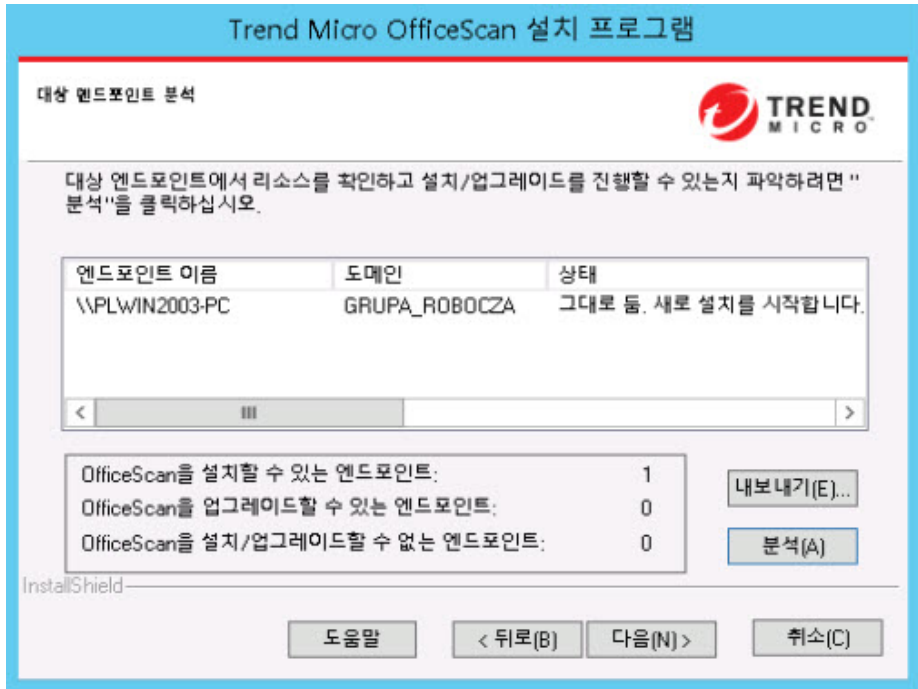 Trend Micro OfficeScan 설치 프로그램
대상 엔드포인트 분석
TREND
MICRO
대상 엔드포인트에서 리소스를 확인하고 설치/업그레이드를 진행할 수 있는지 파악하려면 "
분석"을 클릭하십시오.
엔드포인트 이름 도메인 상태
\\PLWIN2003-PC GRUPA_ROBOCZA 그대로 둠. 새로 설치를 시작합니다.
OfficeScan을 설치할 수 있는 엔드포인트: 1
OfficeScan을 업그레이드할 수 있는 엔드포인트: 0
OfficeScan을 설치/업그레이드할 수 없는 엔드포인트: 0
내보내기(E)...
분석(A)
InstallShield
도움말 < 뒤로(B) 다음(N) > 취소(C)